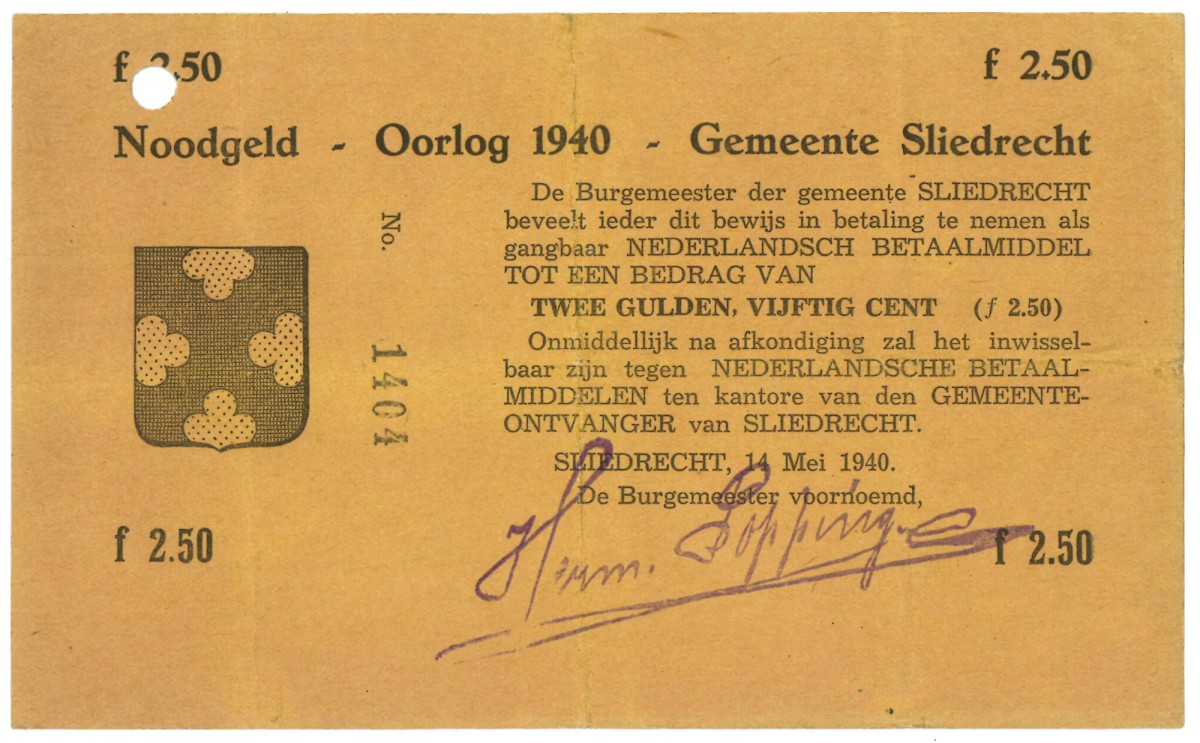 f 2.50 f 2.50
Noodgeld - Oorlog 1940 - Gemeente Sliedrecht
De Burgemeester der gemeente SLIEDRECHT
beveelt ieder dit bewijs in betaling te nemen als
gangbaar NEDERLANDSCH BETAALMIDDEL
TOT EEN BEDRAG VAN
TWEE GULDEN, VIJFTIG CENT (f 2.50)
Onmiddellijk na afkondiging zal het inwissel-
baar zijn tegen NEDERLANDSCHE BETAAL-
MIDDELEN ten kantore van den GEMEENTE-
ONTVANGER van SLIEDRECHT.
SLIEDRECHT, 14 Mei 1940.
De Burgemeester voornoemd,
Herm. Popping.
No. 1404
f 2.50 f 2.50